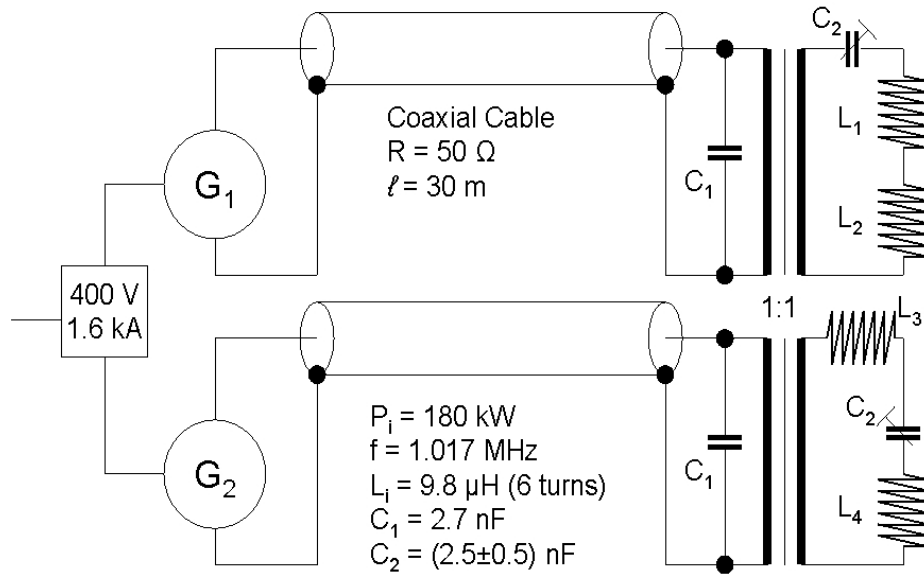 C₂
L₁
Coaxial Cable
R = 50 Ω
ℓ = 30 m
G₁
C₁
L₂
400 V
1.6 kA
1:1
L₃
Pᵢ = 180 kW
f = 1.017 MHz
Lᵢ = 9.8 µH (6 turns)
C₁ = 2.7 nF
C₂ = (2.5±0.5) nF
G₂
C₁
C₂
L₄